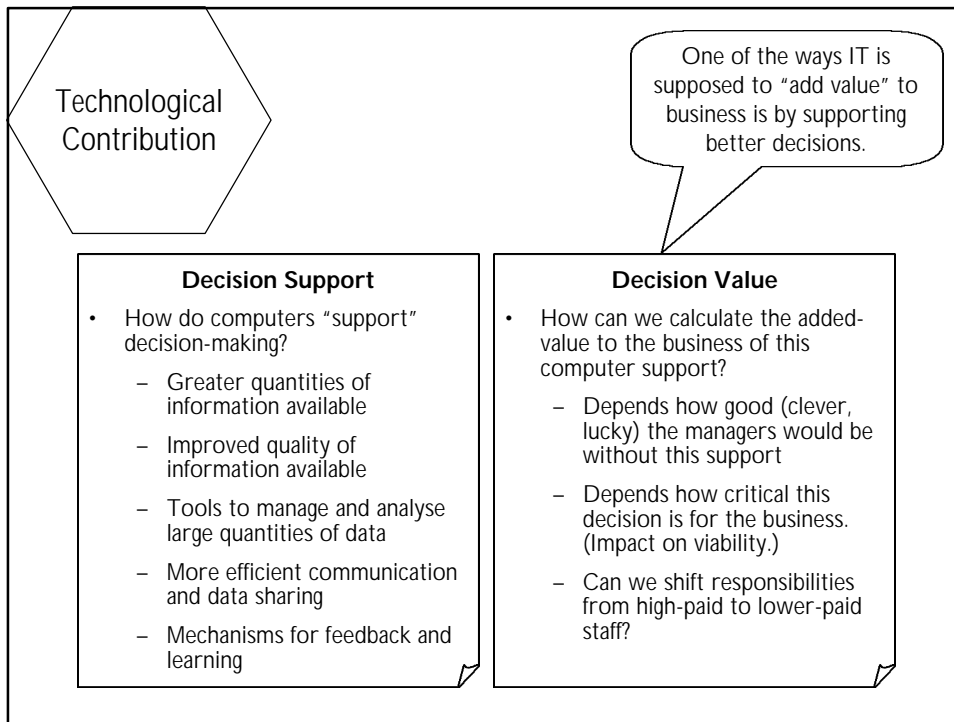 Technological
Contribution
One of the ways IT is
supposed to “add value” to
business is by supporting
better decisions.
Decision Support
• How do computers “support”
decision-making?
– Greater quantities of
information available
– Improved quality of
information available
– Tools to manage and analyse
large quantities of data
– More efficient communication
and data sharing
– Mechanisms for feedback and
learning
Decision Value
• How can we calculate the added-
value to the business of this
computer support?
– Depends how good (clever,
lucky) the managers would be
without this support
– Depends how critical this
decision is for the business.
(Impact on viability.)
– Can we shift responsibilities
from high-paid to lower-paid
staff?